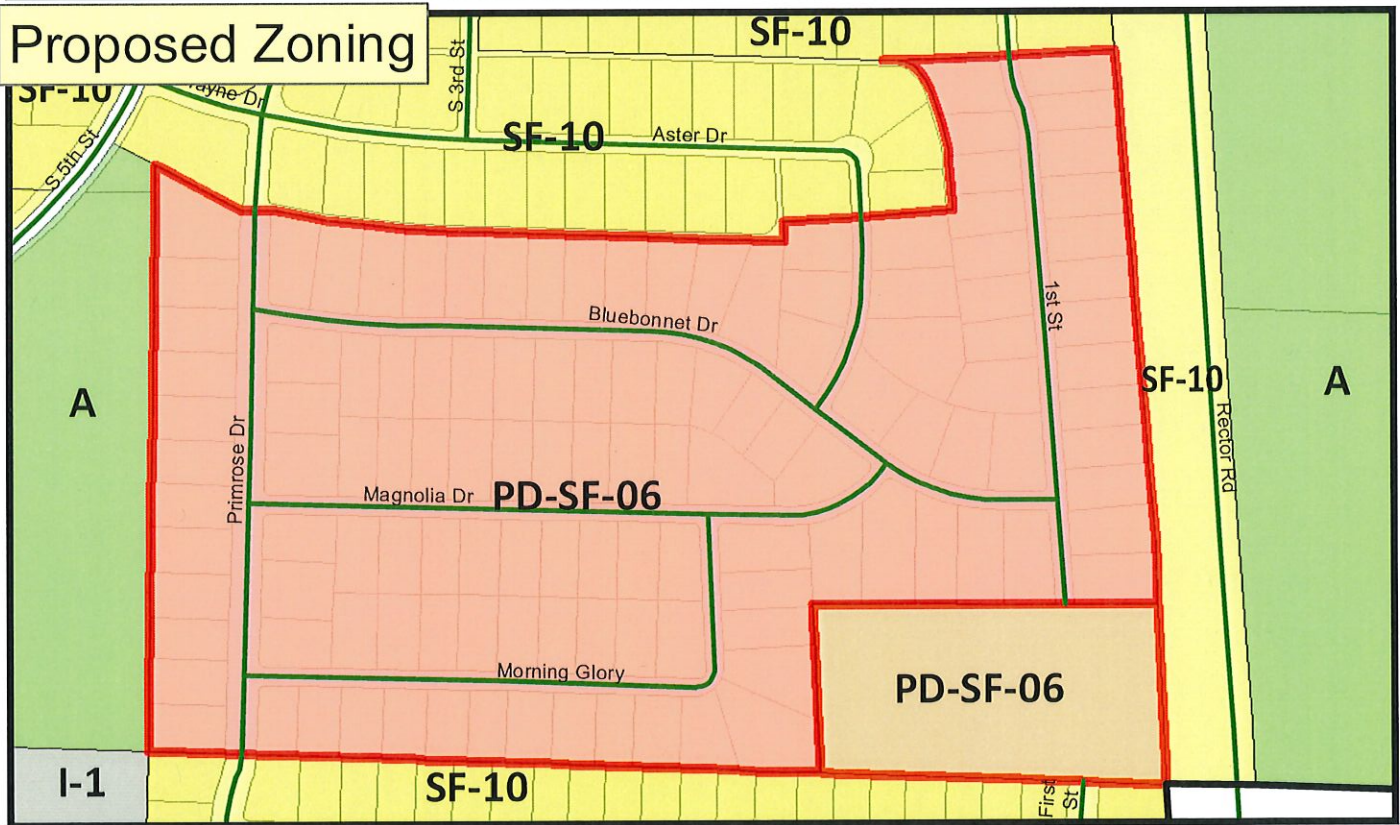 Proposed Zoning
SF-10
SF-10
S 3rd St
S 5th St
SF-10
Aster Dr
1st St
Bluebonnet Dr
A
SF-10
A
Rector Rd
Primrose Dr
Magnolia Dr
PD-SF-06
Morning Glory
PD-SF-06
I-1
SF-10
First
St